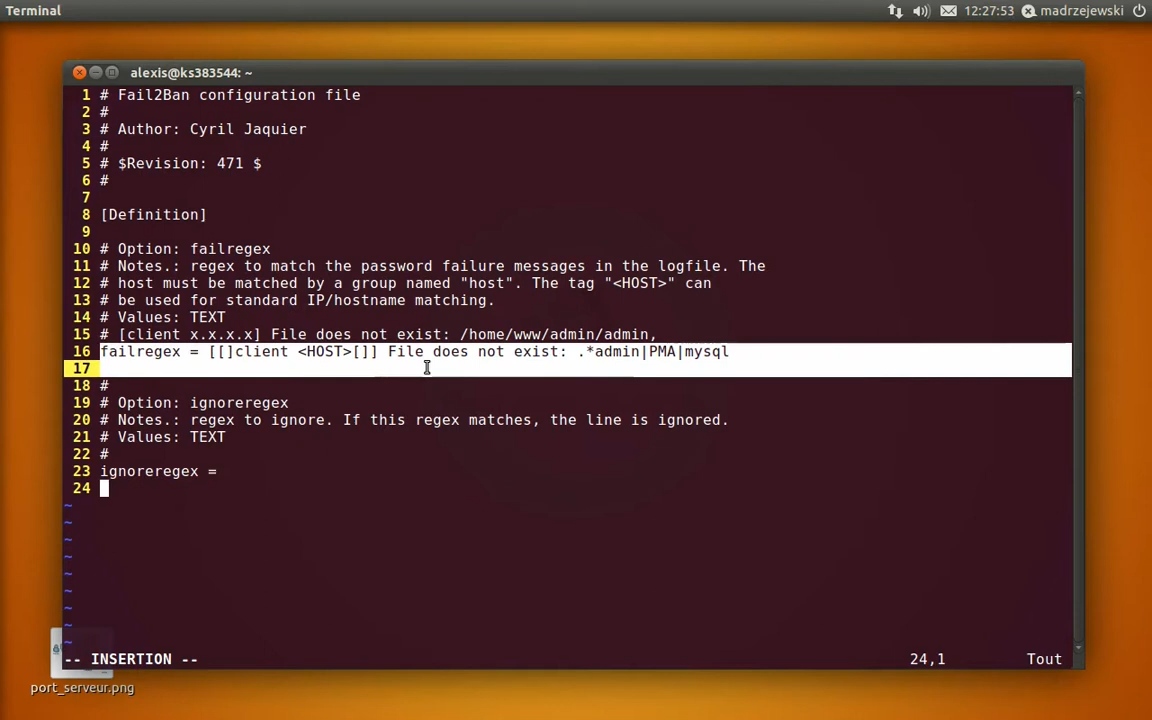 Terminal
12:27:53
madrzejewski
alexis@ks383544: ~
1 # Fail2Ban configuration file
2 #
3 # Author: Cyril Jaquier
4 #
5 # $Revision: 471 $
6 #
7
8 [Definition]
9
10 # Option: failregex
11 # Notes.: regex to match the password failure messages in the logfile. The
12 # host must be matched by a group named "host". The tag "<HOST>" can
13 # be used for standard IP/hostname matching.
14 # Values: TEXT
15 # [client x.x.x.x] File does not exist: /home/www/admin/admin,
16 failregex = [[]client <HOST>[]] File does not exist: .*admin|PMA|mysql
17
18 #
19 # Option: ignoreregex
20 # Notes.: regex to ignore. If this regex matches, the line is ignored.
21 # Values: TEXT
22 #
23 ignoreregex =
24
~
~
~
~
~
~
~
~
~
-- INSERTION -- 24,1 Tout
port_serveur.png